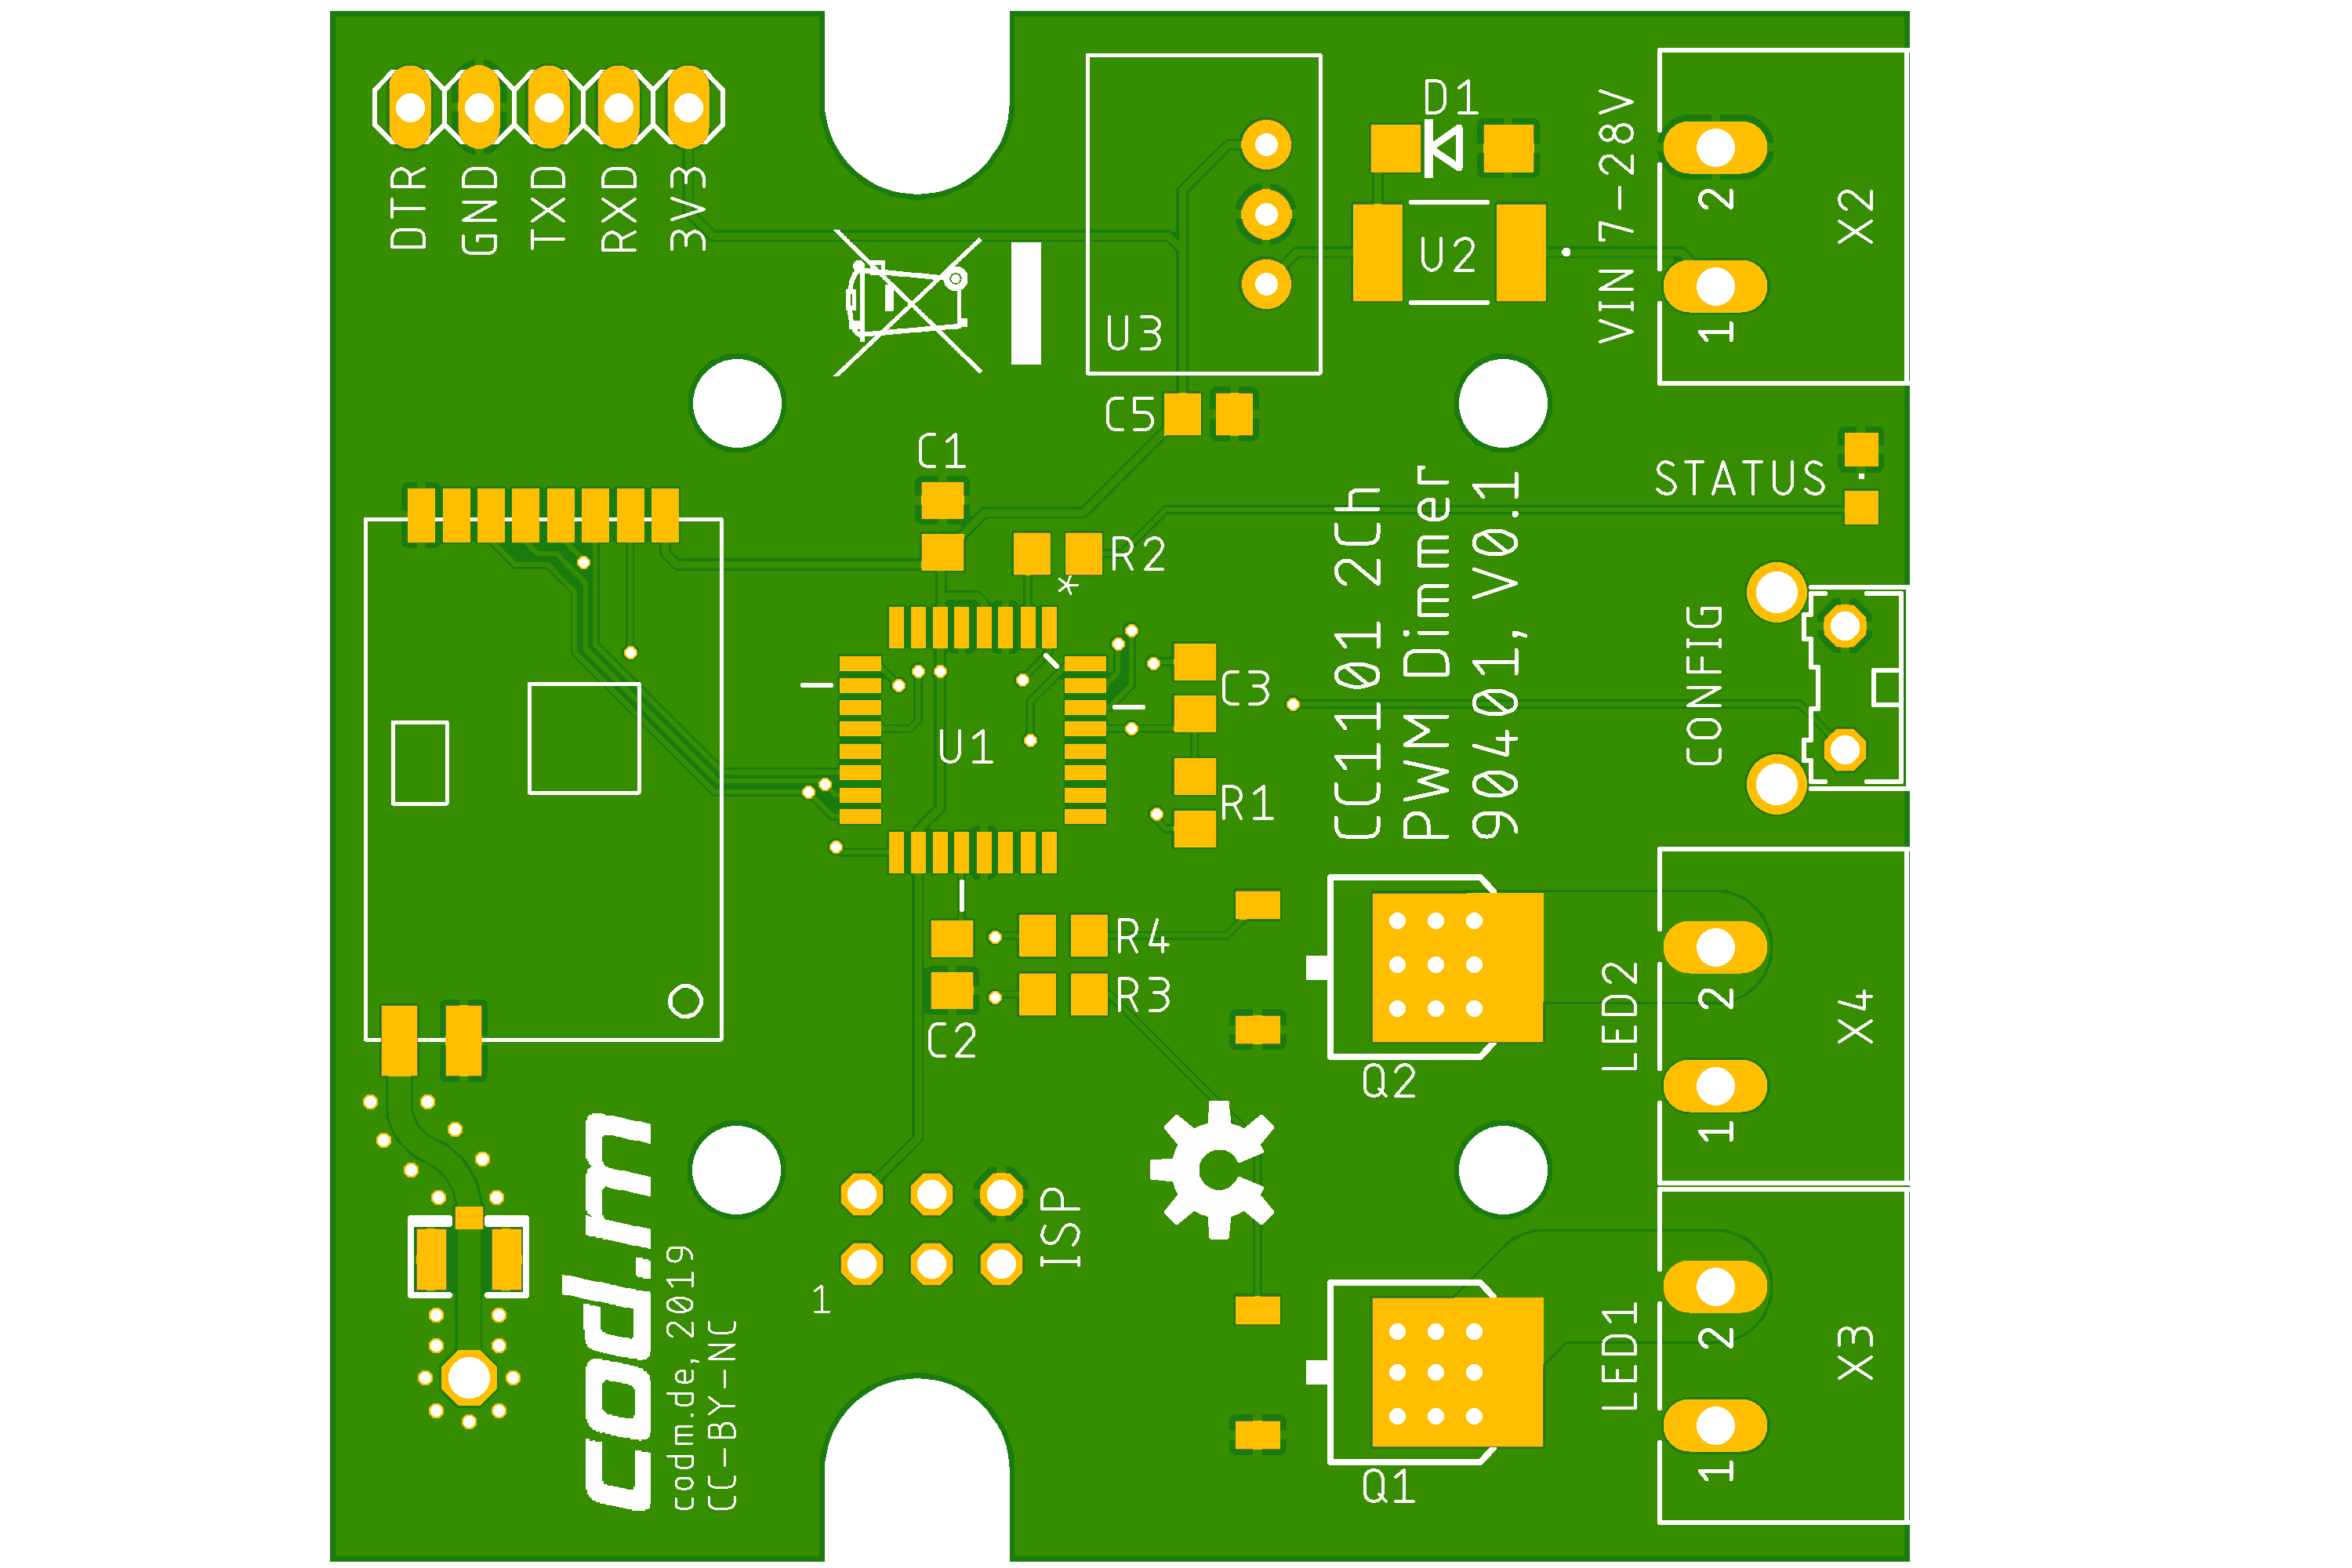 DTR
GND
TXD
RXD
3V3
U3
D1
U2
VIN 7-28V
2
1
X2
C5
C1
STATUS
R2
*
CC1101 2Ch
PWM Dimmer
90401, V0.1
CONFIG
C3
U1
R1
R4
R3
C2
Q2
LED2
2
1
X4
ISP
1
cod.m
codm.de, 2019
CC-BY-NC
Q1
LED1
2
1
X3